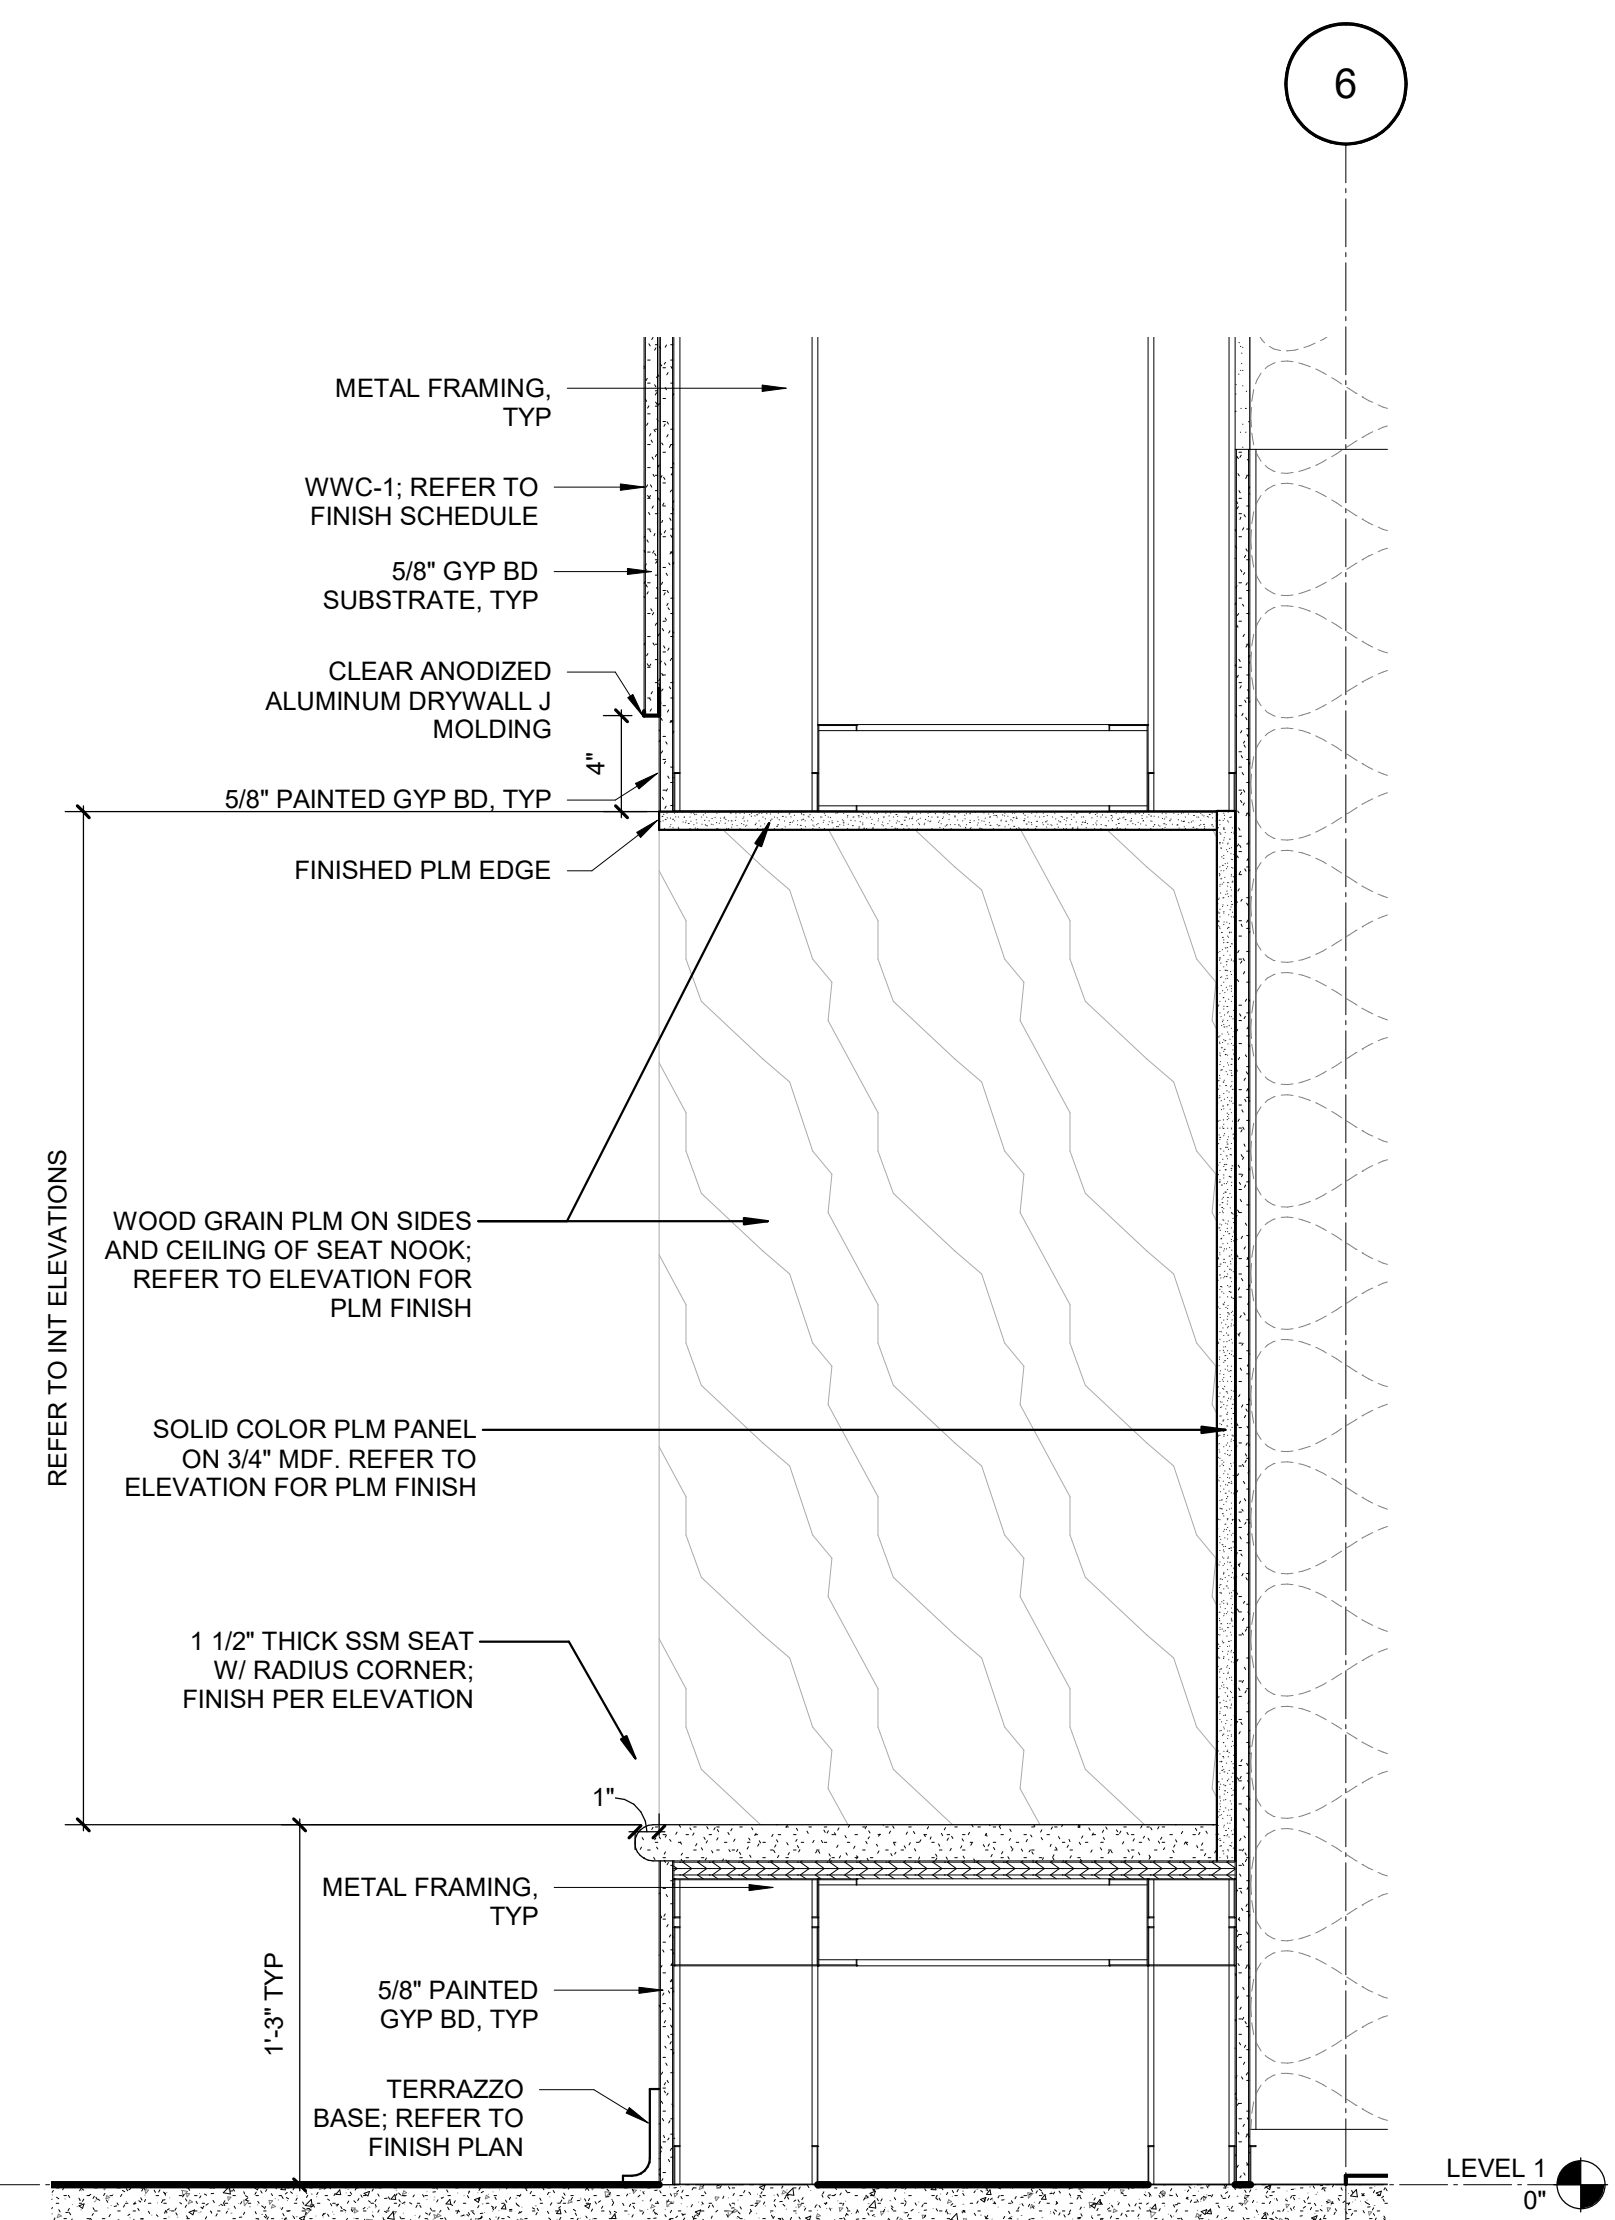 6
METAL FRAMING,
TYP
WWC-1; REFER TO
FINISH SCHEDULE
5/8" GYP BD
SUBSTRATE, TYP
CLEAR ANODIZED
ALUMINUM DRYWALL J
MOLDING
4"
5/8" PAINTED GYP BD, TYP
FINISHED PLM EDGE
REFER TO INT ELEVATIONS
WOOD GRAIN PLM ON SIDES
AND CEILING OF SEAT NOOK;
REFER TO ELEVATION FOR
PLM FINISH
SOLID COLOR PLM PANEL
ON 3/4" MDF. REFER TO
ELEVATION FOR PLM FINISH
1 1/2" THICK SSM SEAT
W/ RADIUS CORNER;
FINISH PER ELEVATION
1"
METAL FRAMING,
TYP
1'-3" TYP
5/8" PAINTED
GYP BD, TYP
TERRAZZO
BASE; REFER TO
FINISH PLAN
LEVEL 1
0"